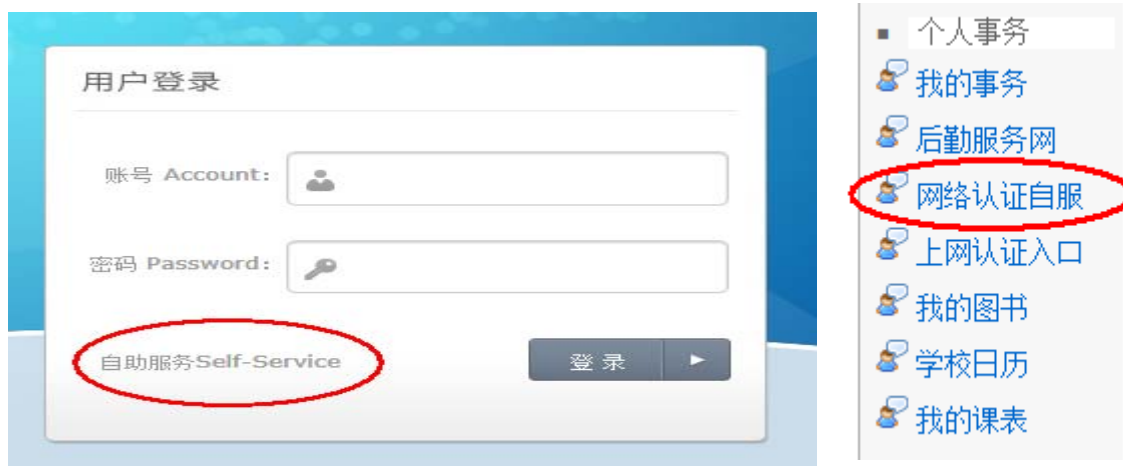 用户登录
账号 Account:
密码 Password:
自助服务Self-Service
登 录
个人事务
我的事务
后勤服务网
网络认证自服
上网认证入口
我的图书
学校日历
我的课表